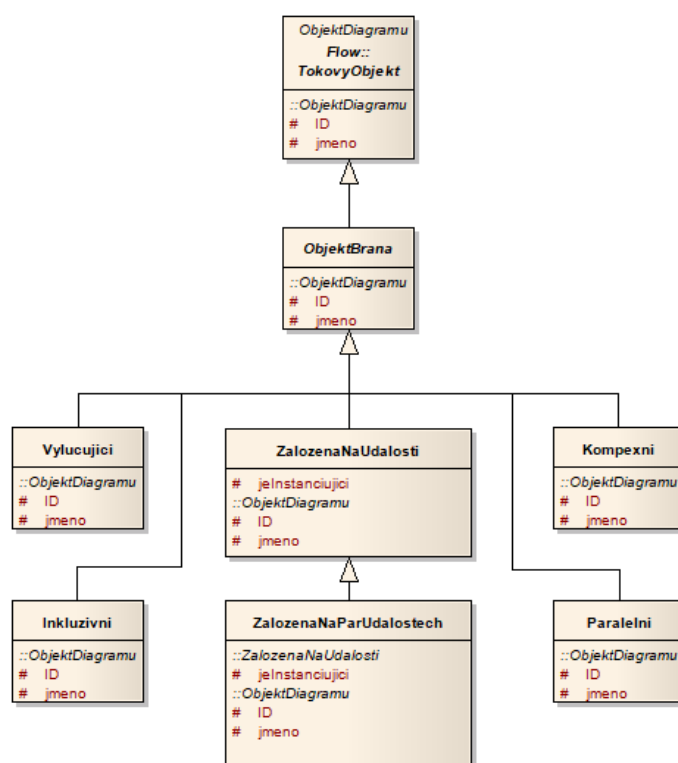 ObjektDiagramu
Flow::
TokovyObjekt
::ObjektDiagramu
# ID
# jmeno
ObjektBrana
::ObjektDiagramu
# ID
# jmeno
Vylucujici
::ObjektDiagramu
# ID
# jmeno
ZalozenaNaUdalosti
# jeInstanciujici
::ObjektDiagramu
# ID
# jmeno
Kompexni
::ObjektDiagramu
# ID
# jmeno
Inkluzivni
::ObjektDiagramu
# ID
# jmeno
ZalozenaNaParUdalostech
::ZalozenaNaUdalosti
# jeInstanciujici
::ObjektDiagramu
# ID
# jmeno
Paralelni
::ObjektDiagramu
# ID
# jmeno